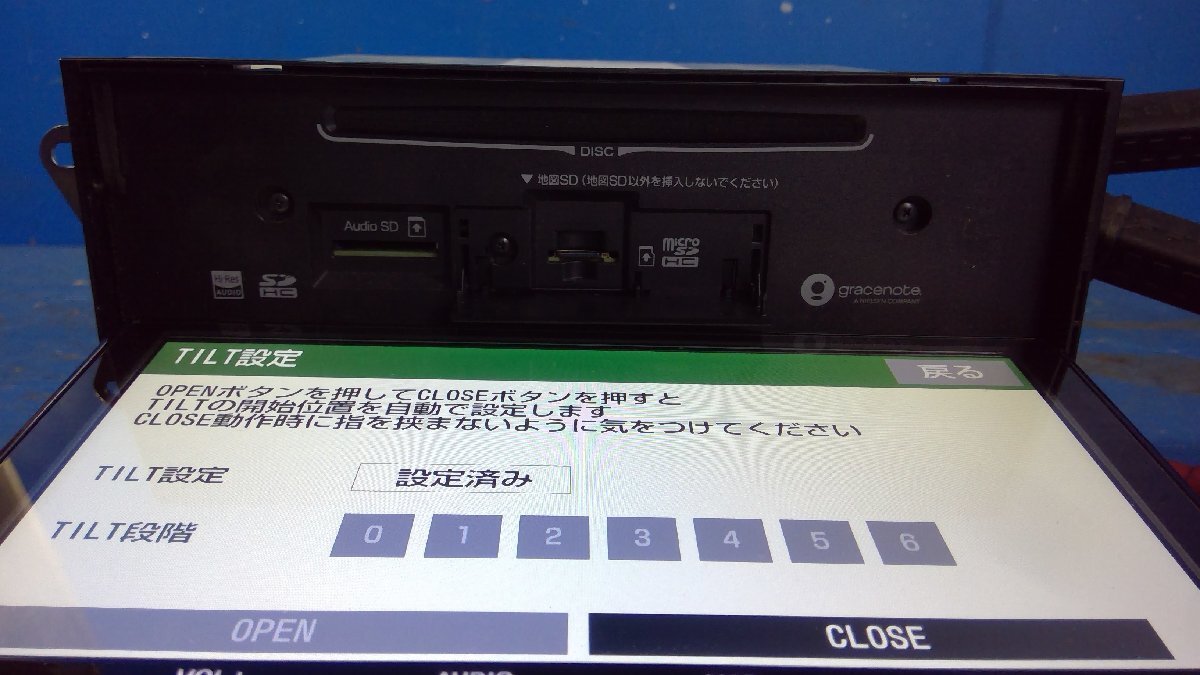 DISC
▼ 地図SD (地図SD以外を挿入しないでください)
Audio SD
micro SD HC
Hi-Res AUDIO
SD HC
gracenote.
A NIELSEN COMPANY
TILT設定
戻る
OPENボタンを押してCLOSEボタンを押すと
TILTの開始位置を自動で設定します
CLOSE動作時に指を挟まないように気をつけてください
TILT設定 設定済み
TILT段階 0 1 2 3 4 5 6
OPEN CLOSE
AUDIO